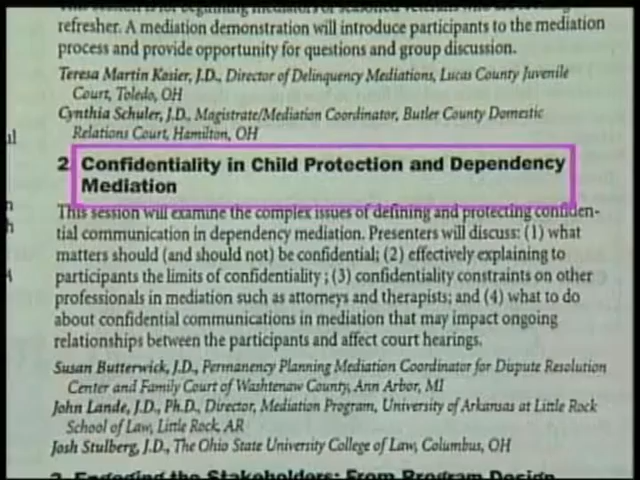 refresher. A mediation demonstration will introduce participants to the mediation
process and provide opportunity for questions and group discussion.
Teresa Martin Kosier, J.D., Director of Delinquency Mediations, Lucas County Juvenile
Court, Toledo, OH
Cynthia Schuler, J.D., Magistrate/Mediation Coordinator, Butler County Domestic
Relations Court, Hamilton, OH
2. Confidentiality in Child Protection and Dependency
Mediation
This session will examine the complex issues of defining and protecting confiden-
tial communication in dependency mediation. Presenters will discuss: (1) what
matters should (and should not) be confidential; (2) effectively explaining to
participants the limits of confidentiality; (3) confidentiality constraints on other
professionals in mediation such as attorneys and therapists; and (4) what to do
about confidential communications in mediation that may impact ongoing
relationships between the participants and affect court hearings.
Susan Butterwick, J.D., Permanency Planning Mediation Coordinator for Dispute Resolution
Center and Family Court of Washtenaw County, Ann Arbor, MI
John Lande, J.D., Ph.D., Director, Mediation Program, University of Arkansas at Little Rock
School of Law, Little Rock, AR
Josh Stulberg, J.D., The Ohio State University College of Law, Columbus, OH
3. Engaging the Stakeholders: From Program Design